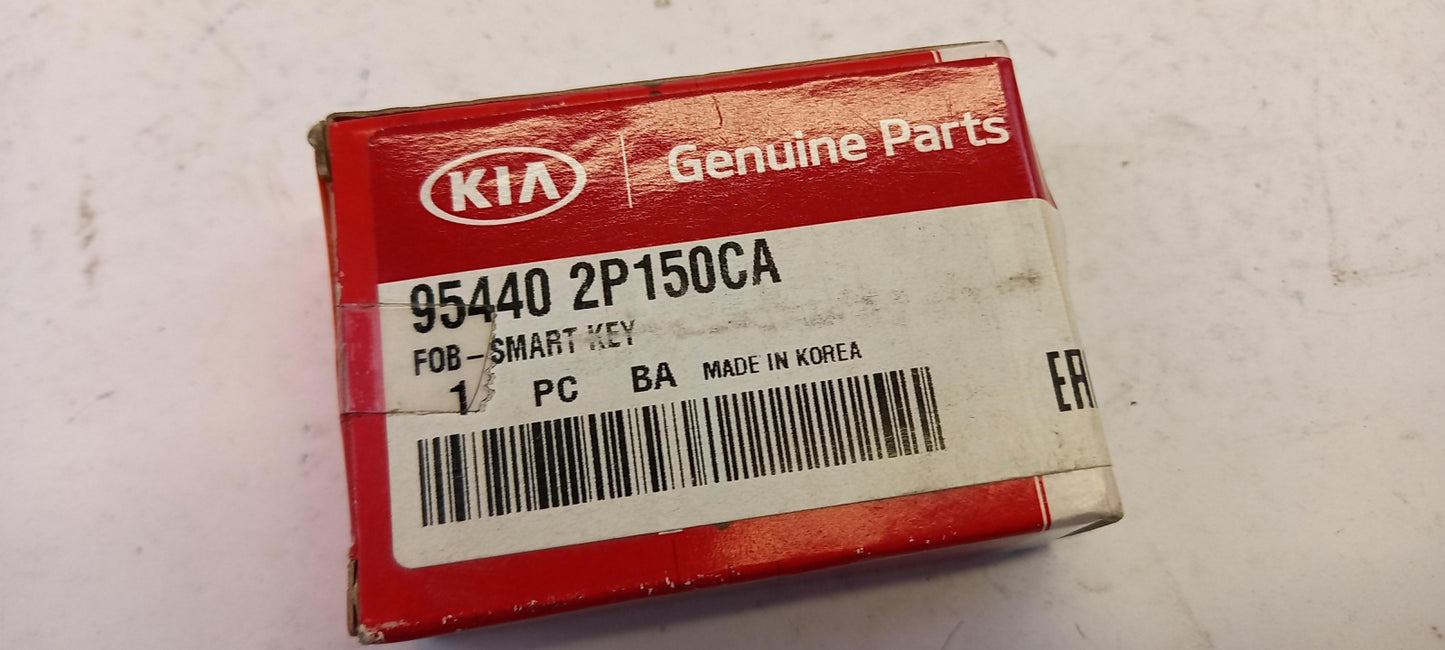 KIA Genuine Parts
95440 2P150CA
FOB-SMART KEY
1 PC BA MADE IN KOREA